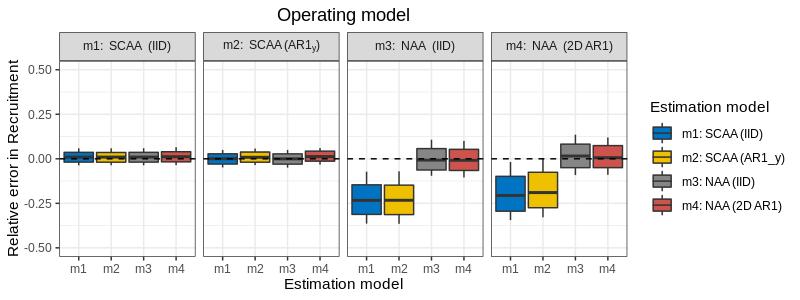 Operating model
m1: SCAA (IID)
m2: SCAA (AR1y)
m3: NAA (IID)
m4: NAA (2D AR1)
Relative error in Recruitment
0.50
0.25
0.00
-0.25
-0.50
m1 m2 m3 m4
m1 m2 m3 m4
m1 m2 m3 m4
m1 m2 m3 m4
Estimation model
Estimation model
m1: SCAA (IID)
m2: SCAA (AR1_y)
m3: NAA (IID)
m4: NAA (2D AR1)